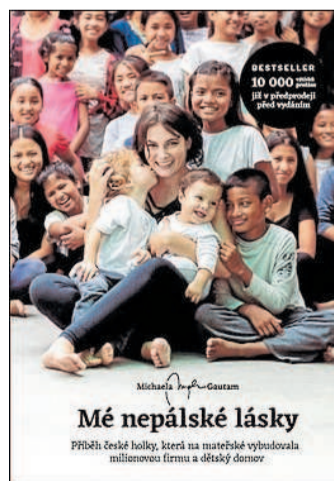 BESTSELLER
10 000
již v předprodeji
před vydáním
Michaela Gautam
Mé nepálské lásky
Příběh české holky, která na mateřské vybudovala
milionovou firmu a dětský domov